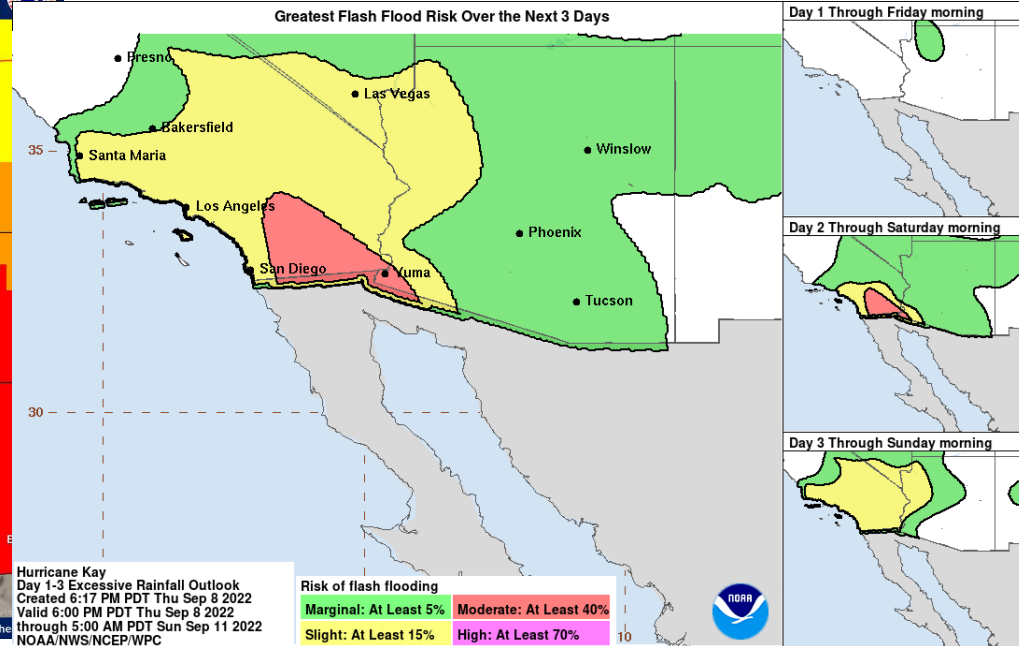 Greatest Flash Flood Risk Over the Next 3 Days
Fresno
Las Vegas
Bakersfield
35
Santa Maria
Winslow
Los Angeles
Phoenix
San Diego
Yuma
Tucson
30
Hurricane Kay
Day 1-3 Excessive Rainfall Outlook
Created 6:17 PM PDT Thu Sep 8 2022
Valid 6:00 PM PDT Thu Sep 8 2022
through 5:00 AM PDT Sun Sep 11 2022
NOAA/NWS/NCEP/WPC
Risk of flash flooding
Marginal: At Least 5%
Moderate: At Least 40%
Slight: At Least 15%
High: At Least 70%
10
NOAA
Day 1 Through Friday morning
Day 2 Through Saturday morning
Day 3 Through Sunday morning